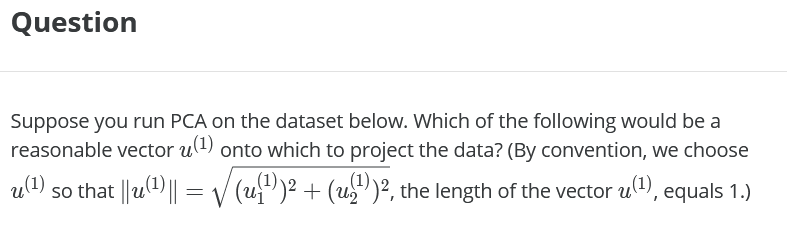 Question
Suppose you run PCA on the dataset below. Which of the following would be a
reasonable vector u^{(1)} onto which to project the data? (By convention, we choose
u^{(1)} so that ||u^{(1)}|| = √((u_1^{(1)})^2 + (u_2^{(1)})^2), the length of the vector u^{(1)}, equals 1.)